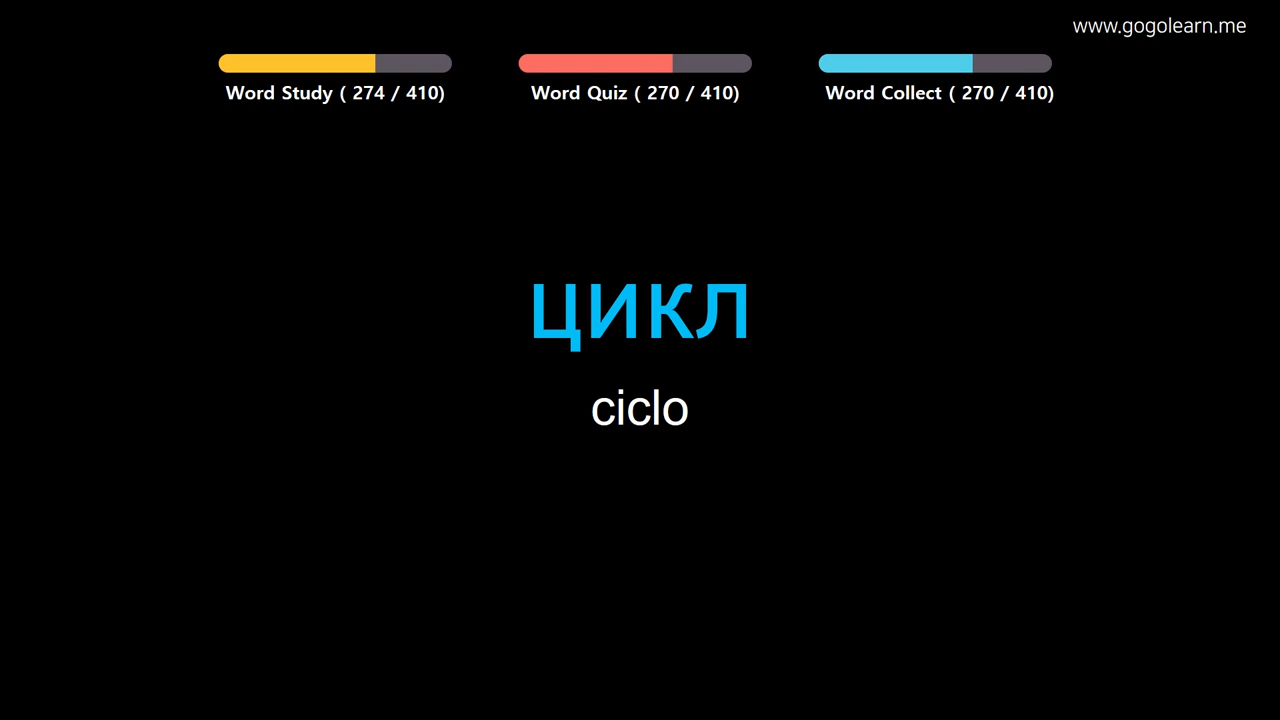 www.gogolearn.me
Word Study ( 274 / 410)
Word Quiz ( 270 / 410)
Word Collect ( 270 / 410)
цикл
ciclo